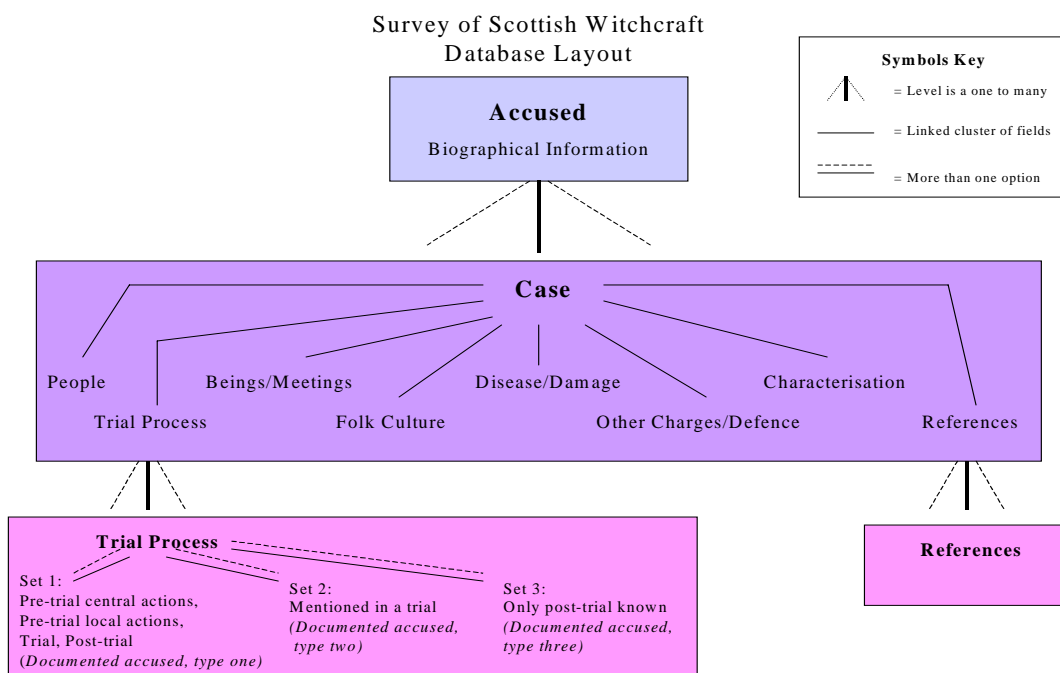 Survey of Scottish Witchcraft
Database Layout
Symbols Key
= Level is a one to many
= Linked cluster of fields
= More than one option
Accused
Biographical Information
Case
People
Beings/Meetings
Disease/Damage
Characterisation
Trial Process
Folk Culture
Other Charges/Defence
References
Trial Process
Set 1:
Pre-trial central actions,
Pre-trial local actions,
Trial, Post-trial
(Documented accused, type one)
Set 2:
Mentioned in a trial
(Documented accused,
type two)
Set 3:
Only post-trial known
(Documented accused,
type three)
References